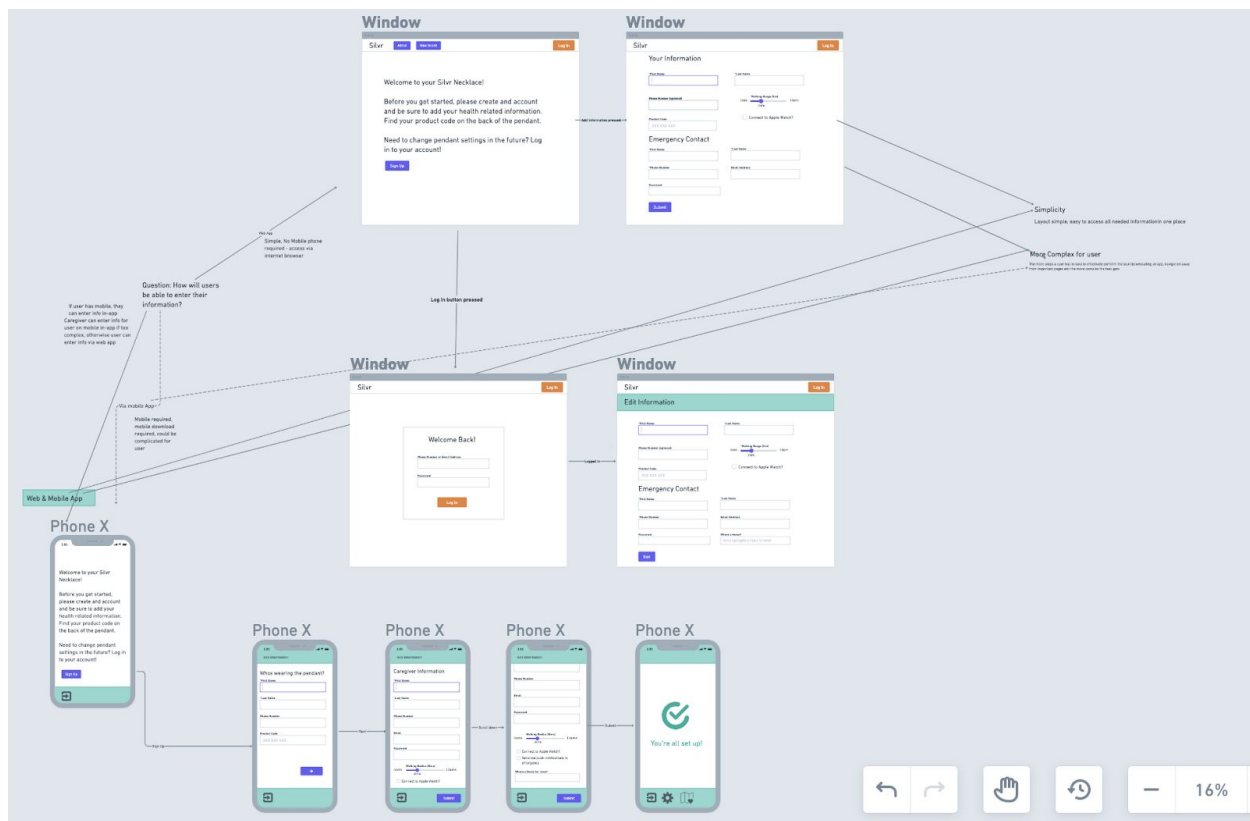 Window
Silvr
Log In
Welcome to your Silvr Necklace!
Before you get started, please create and account
and be sure to add your health related information.
Find your product code on the back of the pendant.
Need to change pendant settings in the future? Log
in to your account!
Sign Up
Add information pressed
Window
Silvr
Log In
Your Information
*First Name
*Last Name
Phone Number (optional)
Product Code
Connect to Apple Watch?
Emergency Contact
*First Name
*Last Name
*Phone Number
Email Address
Password
Submit
Simplicity
Layout simple, easy to access all needed information in one place
More Complex for user
Web App
Simple, No Mobile phone
required - access via
internet browser
Question: How will users
be able to enter their
information?
If user has mobile, they
can enter info in-app
Caregiver can enter info for
user on mobile in-app if too
complex, otherwise user can
enter info via web app
Log In button pressed
Via mobile App
Mobile required,
mobile download
required, could be
complicated for
user
Web & Mobile App
Window
Silvr
Log In
Welcome Back!
Phone Number or Email Address
Password
Log In
Logged In
Window
Silvr
Log In
Edit Information
*First Name
*Last Name
Phone Number (optional)
Product Code
Connect to Apple Watch?
Emergency Contact
*First Name
*Last Name
*Phone Number
Email Address
Password
Phone X
Welcome to your Silvr
Necklace!
Before you get started,
please create and account
and be sure to add your
health related information.
Find your product code on
the back of the pendant.
Need to change pendant
settings in the future? Log in
to your account!
Sign Up
Sign Up
Phone X
Whos wearing the pendant?
*First Name
*Last Name
Phone Number
Product Code
Next
Phone X
Caregiver Information
*First Name
*Last Name
Phone Number
Email
Password
Connect to Apple Watch?
Submit
Scroll down
Phone X
Phone Number
Email
Password
Connect to Apple Watch?
Submit
Submit
Phone X
You're all set up!
16%